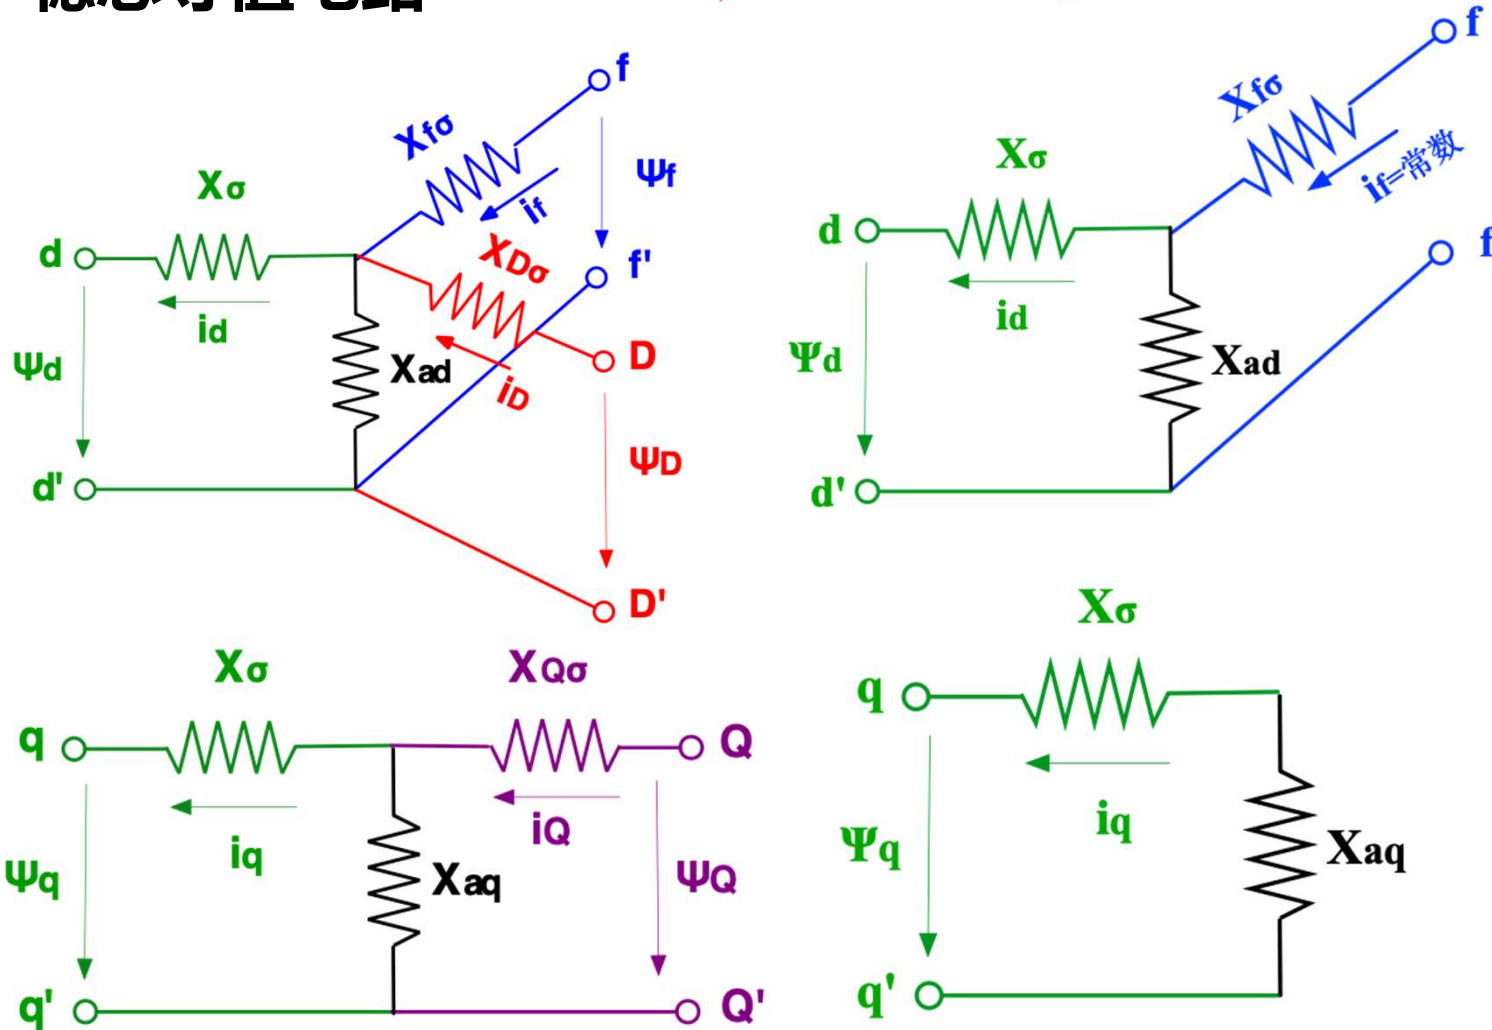 f
Xfσ
Ψf
if
Xσ
d
f'
XDσ
id
D
Ψd
Xad
iD
ΨD
d'
D'
f
Xfσ
if=常数
Xσ
d
f
id
Ψd
Xad
d'
Xσ
XQσ
q
Q
iq
iQ
Ψq
Xaq
ΨQ
q'
Q'
Xσ
q
iq
Ψq
Xaq
q'